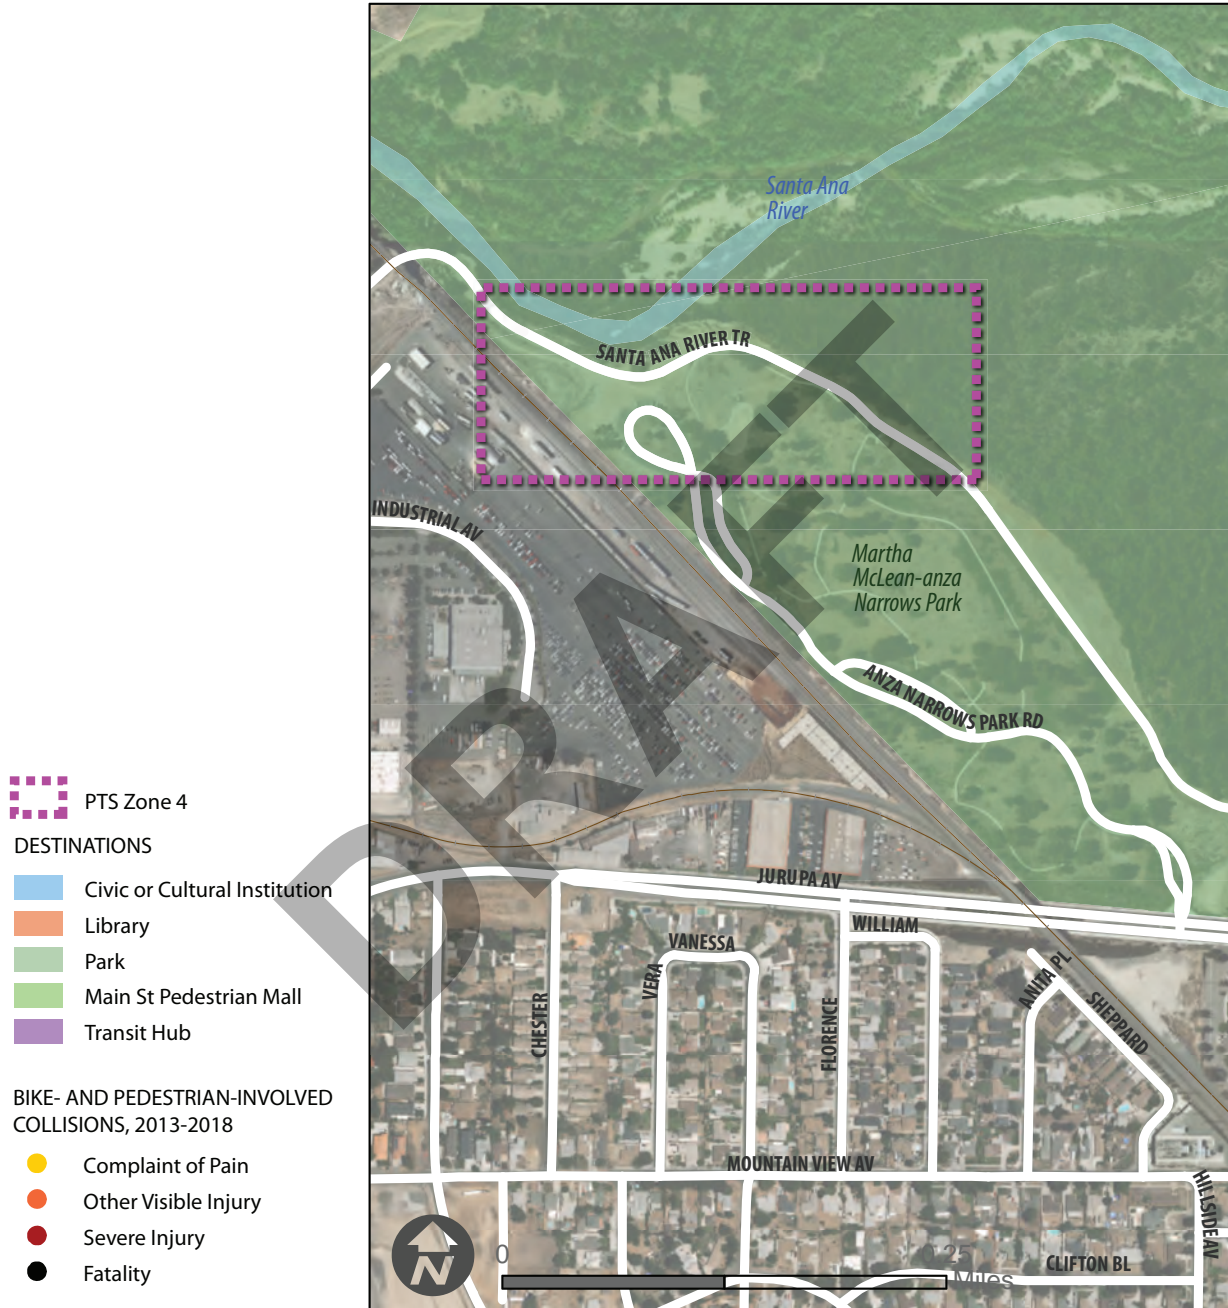 Santa Ana
River
SANTA ANA RIVER TR
INDUSTRIAL AV
Martha
McLean-anza
Narrows Park
ANZA NARROWS PARK RD
DRAFT
PTS Zone 4
DESTINATIONS
Civic or Cultural Institution
Library
Park
Main St Pedestrian Mall
Transit Hub
BIKE- AND PEDESTRIAN-INVOLVED
COLLISIONS, 2013-2018
Complaint of Pain
Other Visible Injury
Severe Injury
Fatality
JURUPA AV
WILLIAM
VANESSA
VERA
CHESTER
FLORENCE
ANITA PL
SHEPPARD
MOUNTAIN VIEW AV
HILLSIDE AV
CLIFTON BL
N
0
0.25
Miles